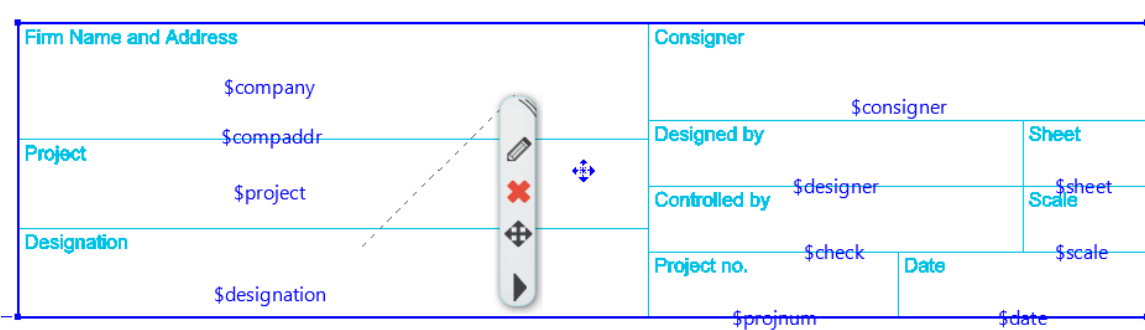 Firm Name and Address
$company
$compaddr
Project
$project
Designation
$designation
Consigner
$consigner
Designed by
$designer
Sheet
$sheet
Controlled by
$check
Scale
$scale
Project no.
$projnum
Date
$date